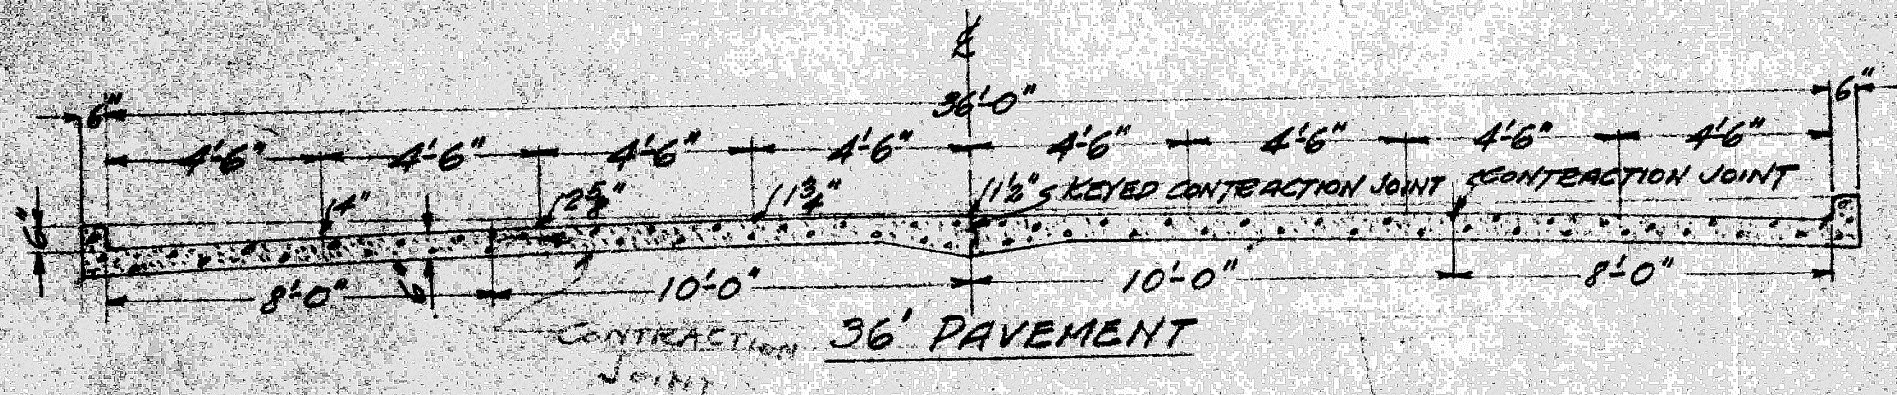 ℄
6" 36'-0" 6"
4'-6" 4'-6" 4'-6" 4'-6" 4'-6" 4'-6" 4'-6" 4'-6"
4" 2 5/8" 1 3/4" 1 1/2" KEYED CONTRACTION JOINT CONTRACTION JOINT
6"
8'-0" 10'-0" 10'-0" 8'-0"
CONTRACTION
JOINT
36' PAVEMENT